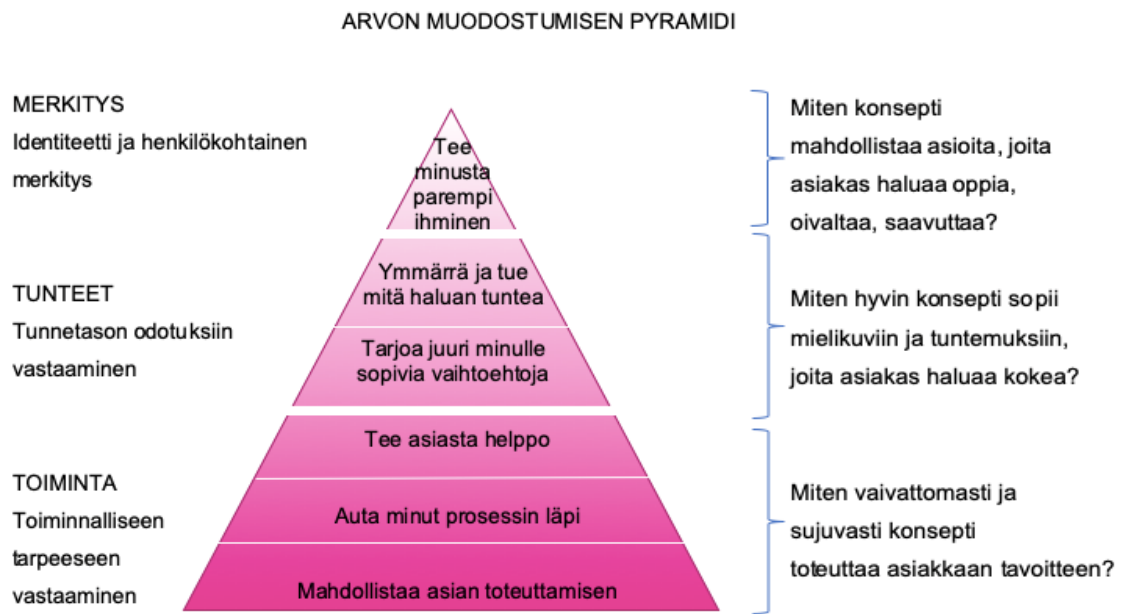 ARVON MUODOSTUMISEN PYRAMIDI
MERKITYS
Identiteetti ja henkilökohtainen
merkitys
Tee
minusta
parempi
ihminen
Miten konsepti
mahdollistaa asioita, joita
asiakas haluaa oppia,
oivaltaa, saavuttaa?
TUNTEET
Tunnetason odotuksiin
vastaaminen
Ymmärrä ja tue
mitä haluan tuntea
Tarjoa juuri minulle
sopivia vaihtoehtoja
Miten hyvin konsepti sopii
mielikuviin ja tuntemuksiin,
joita asiakas haluaa kokea?
TOIMINTA
Toiminnalliseen
tarpeeseen
vastaaminen
Tee asiasta helppo
Auta minut prosessin läpi
Mahdollistaa asian toteuttamisen
Miten vaivattomasti ja
sujuvasti konsepti
toteuttaa asiakkaan tavoitteen?